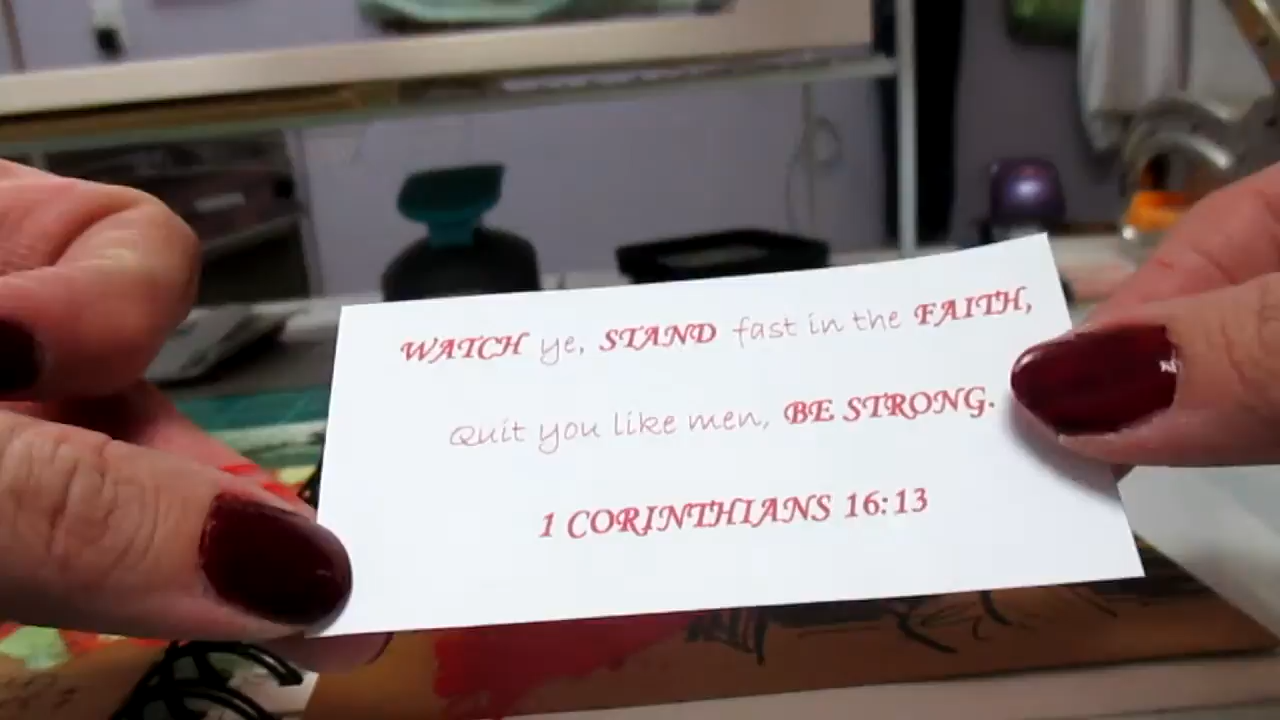 WATCH ye, STAND fast in the FAITH,
Quit you like men, BE STRONG.
1 CORINTHIANS 16:13